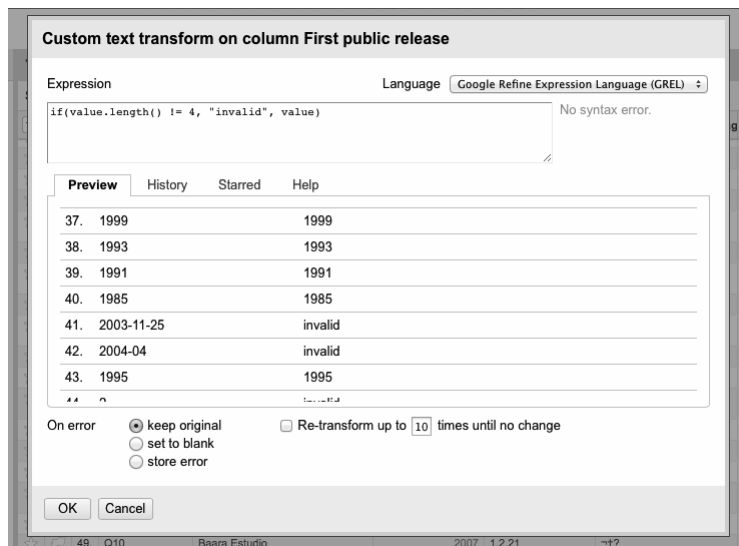 Custom text transform on column First public release
Expression
Language Google Refine Expression Language (GREL)
if(value.length() != 4, "invalid", value)
No syntax error.
Preview History Starred Help
37. 1999 1999
38. 1993 1993
39. 1991 1991
40. 1985 1985
41. 2003-11-25 invalid
42. 2004-04 invalid
43. 1995 1995
44. ? invalid
On error keep original Re-transform up to 10 times until no change
set to blank
store error
OK Cancel
49. Q10 Baara Estudio 2007 1.2.21